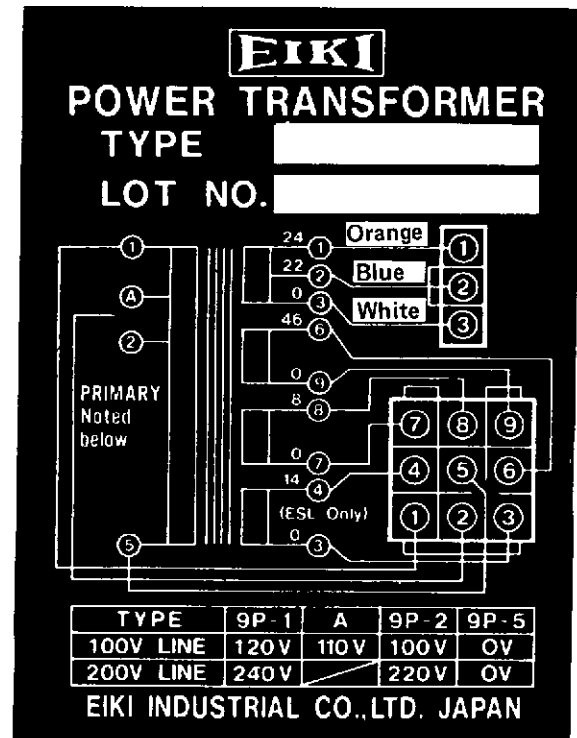 EIKI
POWER TRANSFORMER
TYPE
LOT NO.
24 1 Orange 1
1
22 2 Blue 2
A
0 3 White 3
46 6
2
PRIMARY
Noted
below
0 9
8 8
7 8 9
0 7
14 4
4 5 6
(ESL Only)
1 2 3
0 3
5
TYPE 9P-1 A 9P-2 9P-5
100V LINE 120V 110V 100V 0V
200V LINE 240V 220V 0V
EIKI INDUSTRIAL CO.,LTD. JAPAN